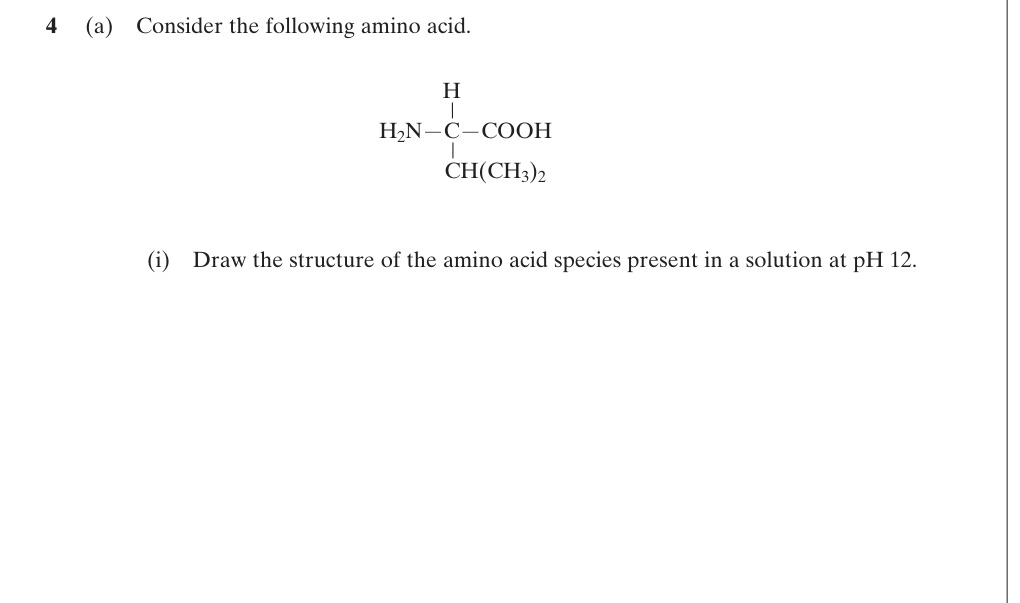 4 (a) Consider the following amino acid.
H
H₂N–C–COOH
CH(CH₃)₂
(i) Draw the structure of the amino acid species present in a solution at pH 12.